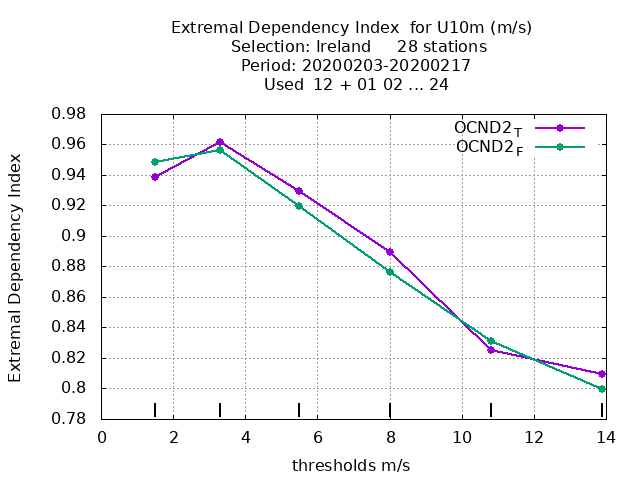 Extremal Dependency Index  for U10m (m/s)
Selection: Ireland     28 stations
Period: 20200203-20200217
Used  12 + 01 02 ... 24
OCND2T
OCND2F
Extremal Dependency Index
0.98
0.96
0.94
0.92
0.9
0.88
0.86
0.84
0.82
0.8
0.78
0 2 4 6 8 10 12 14
thresholds m/s